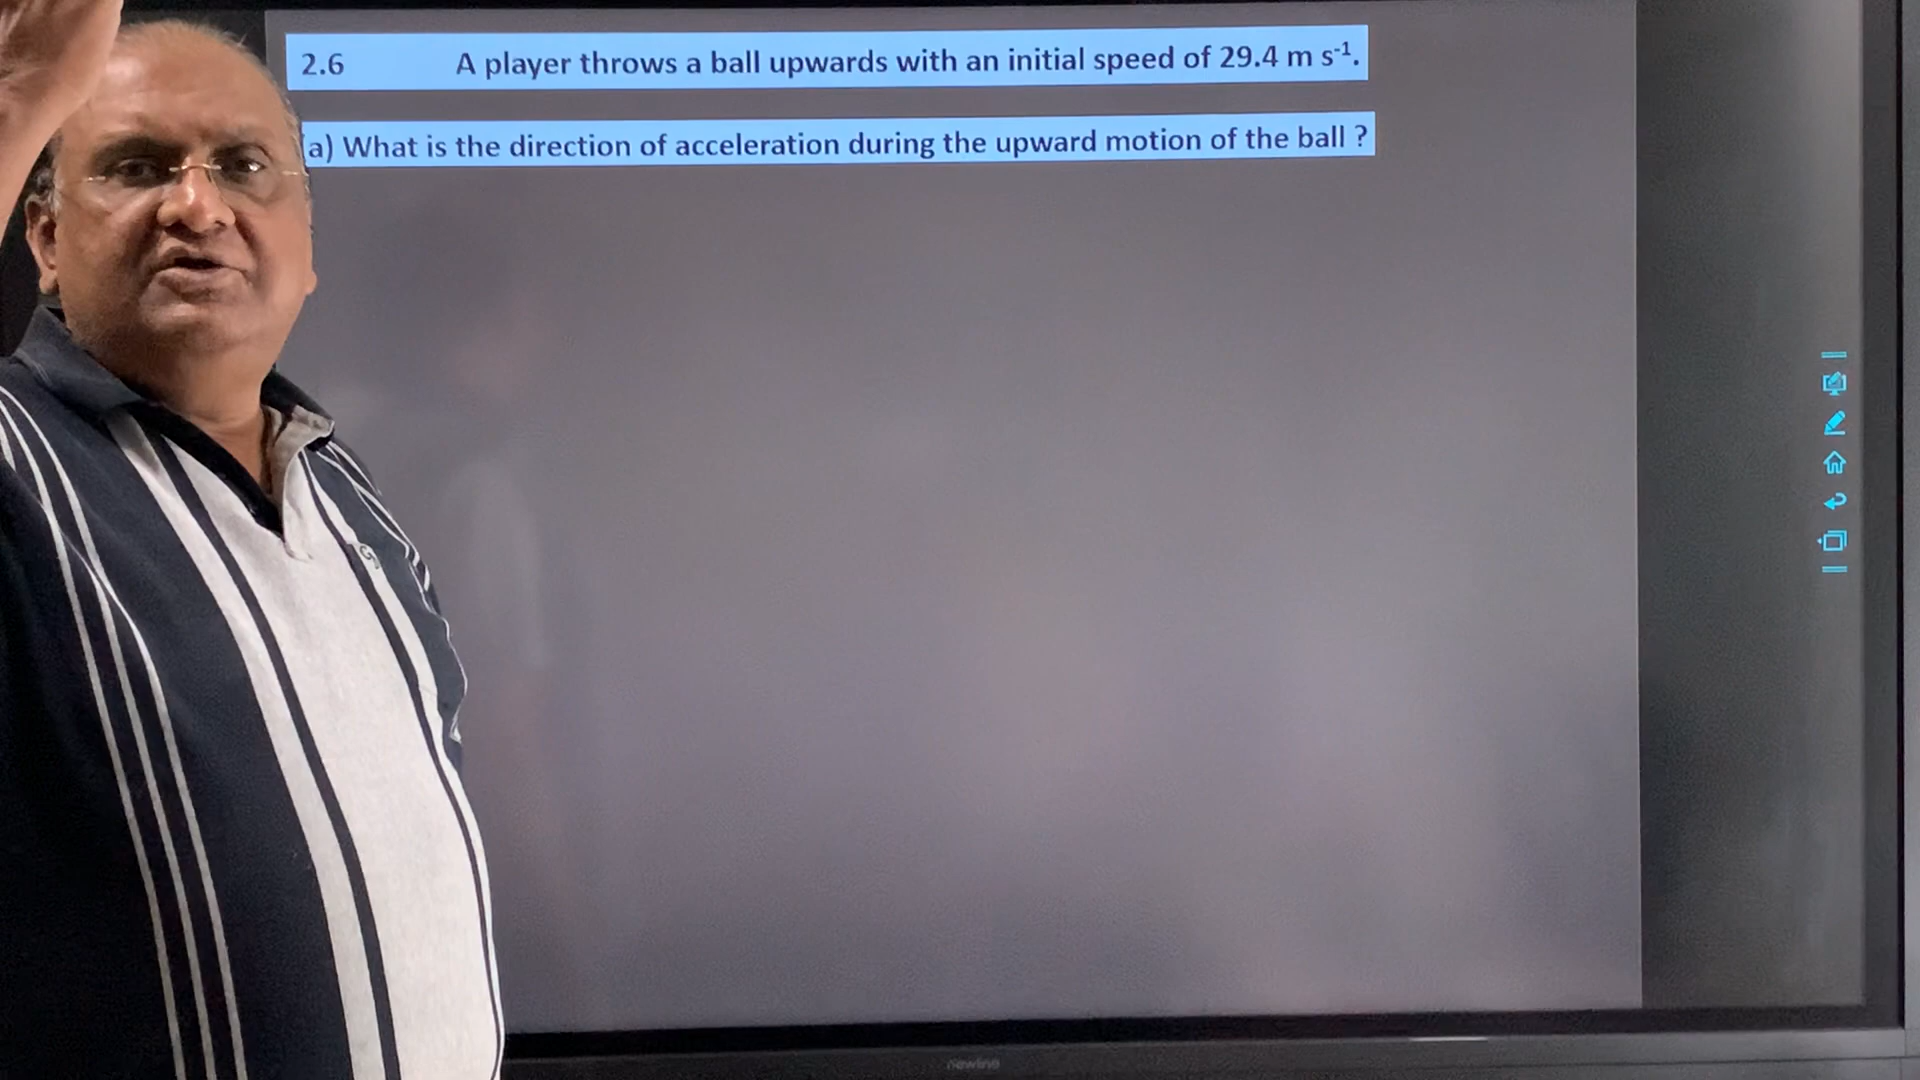 2.6 A player throws a ball upwards with an initial speed of 29.4 m s⁻¹.
(a) What is the direction of acceleration during the upward motion of the ball ?
newline